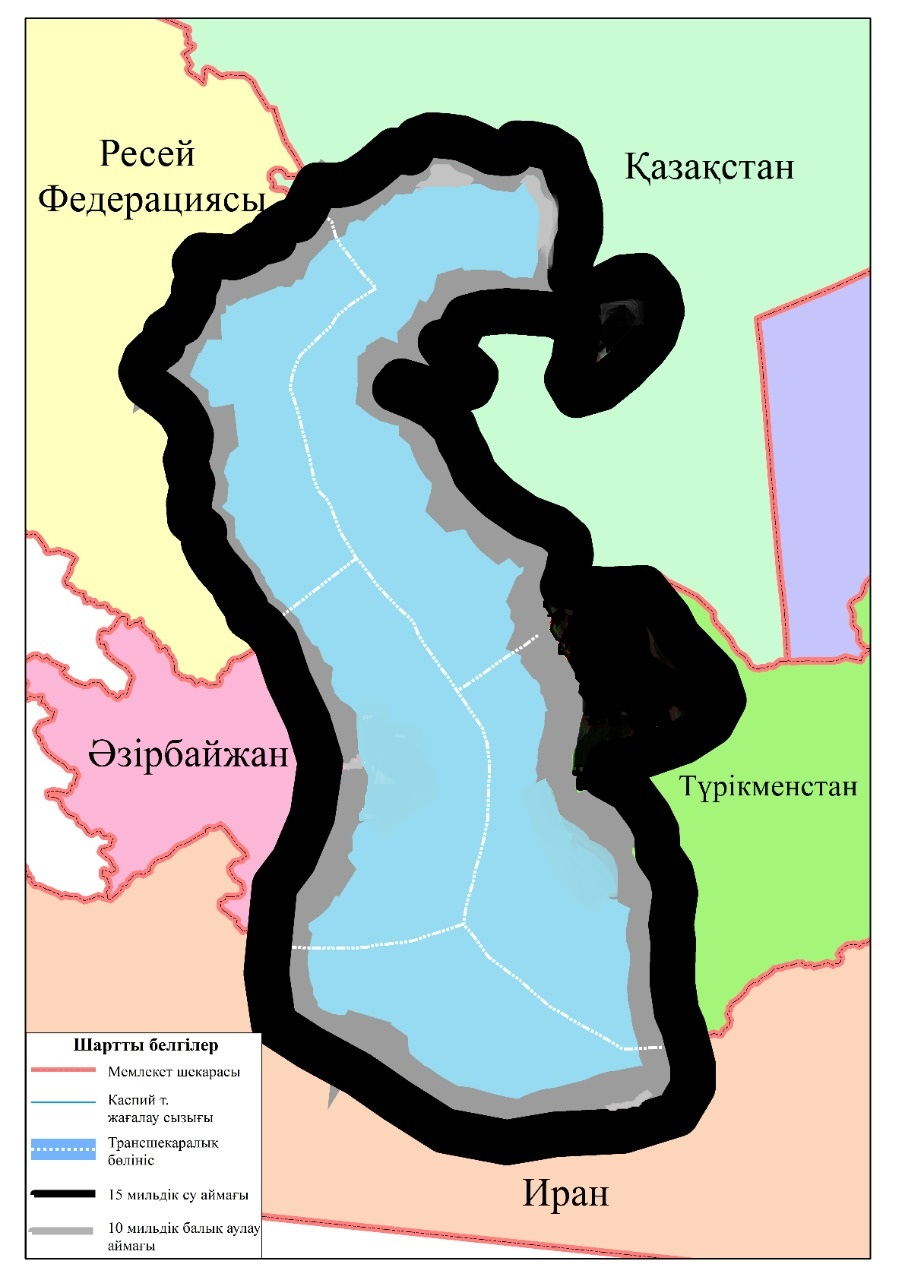 Ресей
Федерациясы
Қазақстан
Әзірбайжан
Түрікменстан
Иран
Шартты белгілер
Мемлекет шекарасы
Каспий т.
жағалау сызығы
Трансшекаралық
бөлініс
15 мильдік су аймағы
10 мильдік балық аулау
аймағы